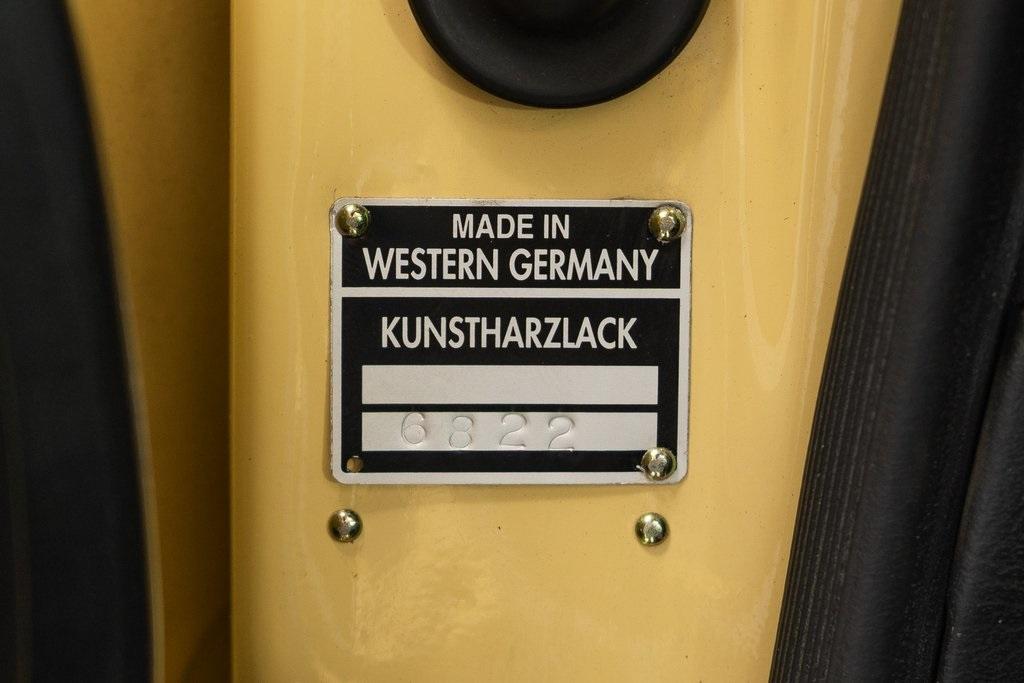 MADE IN
WESTERN GERMANY
KUNSTHARZLACK
6822